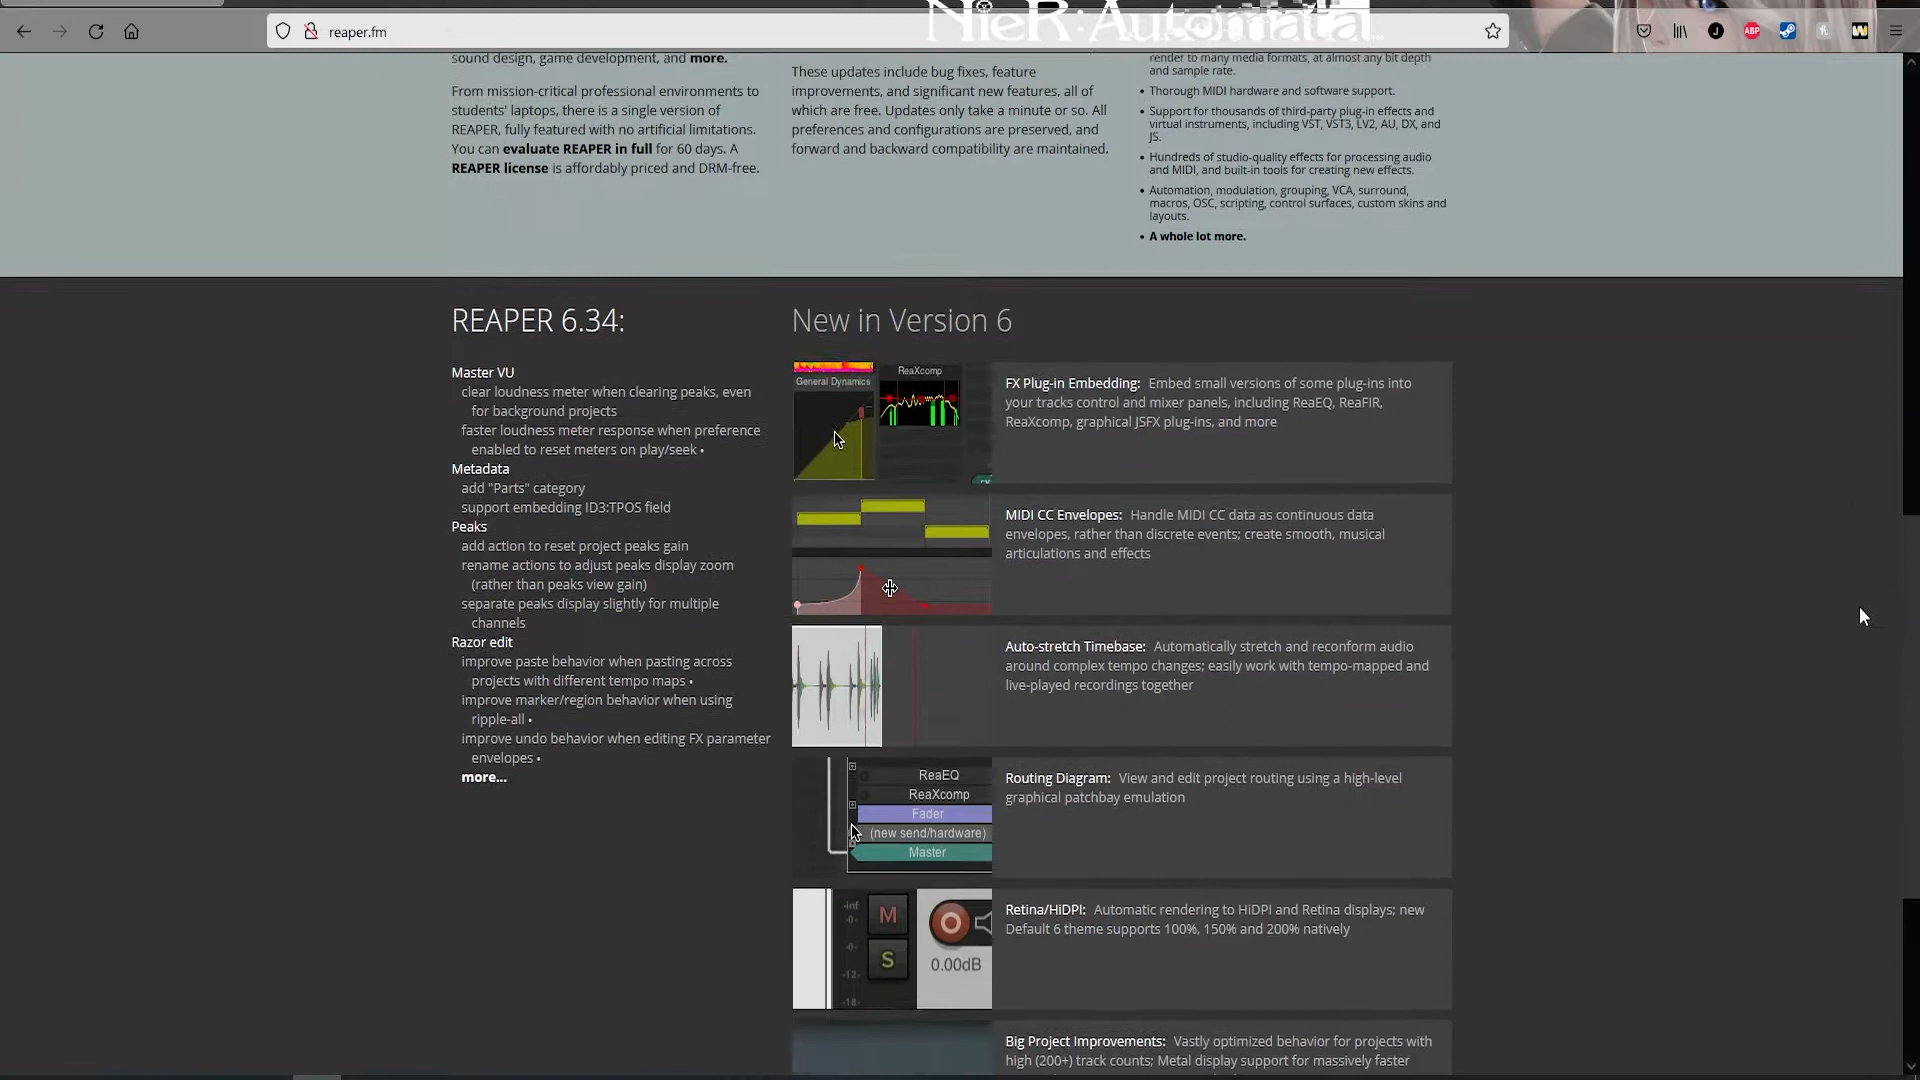 NieR:Automata
reaper.fm
ABP
sound design, game development, and more.
From mission-critical professional environments to
students' laptops, there is a single version of
REAPER, fully featured with no artificial limitations.
You can evaluate REAPER in full for 60 days. A
REAPER license is affordably priced and DRM-free.
These updates include bug fixes, feature
improvements, and significant new features, all of
which are free. Updates only take a minute or so. All
preferences and configurations are preserved, and
forward and backward compatibility are maintained.
render to many media formats, at almost any bit depth
and sample rate.
• Thorough MIDI hardware and software support.
• Support for thousands of third-party plug-in effects and
virtual instruments, including VST, VST3, LV2, AU, DX, and
JS.
• Hundreds of studio-quality effects for processing audio
and MIDI, and built-in tools for creating new effects.
• Automation, modulation, grouping, VCA, surround,
macros, OSC, scripting, control surfaces, custom skins and
layouts.
• A whole lot more.
REAPER 6.34:
Master VU
clear loudness meter when clearing peaks, even
for background projects
faster loudness meter response when preference
enabled to reset meters on play/seek •
Metadata
add "Parts" category
support embedding ID3:TPOS field
Peaks
add action to reset project peaks gain
rename actions to adjust peaks display zoom
(rather than peaks view gain)
separate peaks display slightly for multiple
channels
Razor edit
improve paste behavior when pasting across
projects with different tempo maps •
improve marker/region behavior when using
ripple-all •
improve undo behavior when editing FX parameter
envelopes •
more...
New in Version 6
General Dynamics
ReaXcomp
FX Plug-in Embedding: Embed small versions of some plug-ins into
your tracks control and mixer panels, including ReaEQ, ReaFIR,
ReaXcomp, graphical JSFX plug-ins, and more
MIDI CC Envelopes: Handle MIDI CC data as continuous data
envelopes, rather than discrete events; create smooth, musical
articulations and effects
Auto-stretch Timebase: Automatically stretch and reconform audio
around complex tempo changes; easily work with tempo-mapped and
live-played recordings together
ReaEQ
ReaXcomp
Fader
(new send/hardware)
Master
Routing Diagram: View and edit project routing using a high-level
graphical patchbay emulation
-inf
-0-
-0-
-12-
-18-
M
S
0.00dB
Retina/HiDPI: Automatic rendering to HiDPI and Retina displays; new
Default 6 theme supports 100%, 150% and 200% natively
Big Project Improvements: Vastly optimized behavior for projects with
high (200+) track counts; Metal display support for massively faster